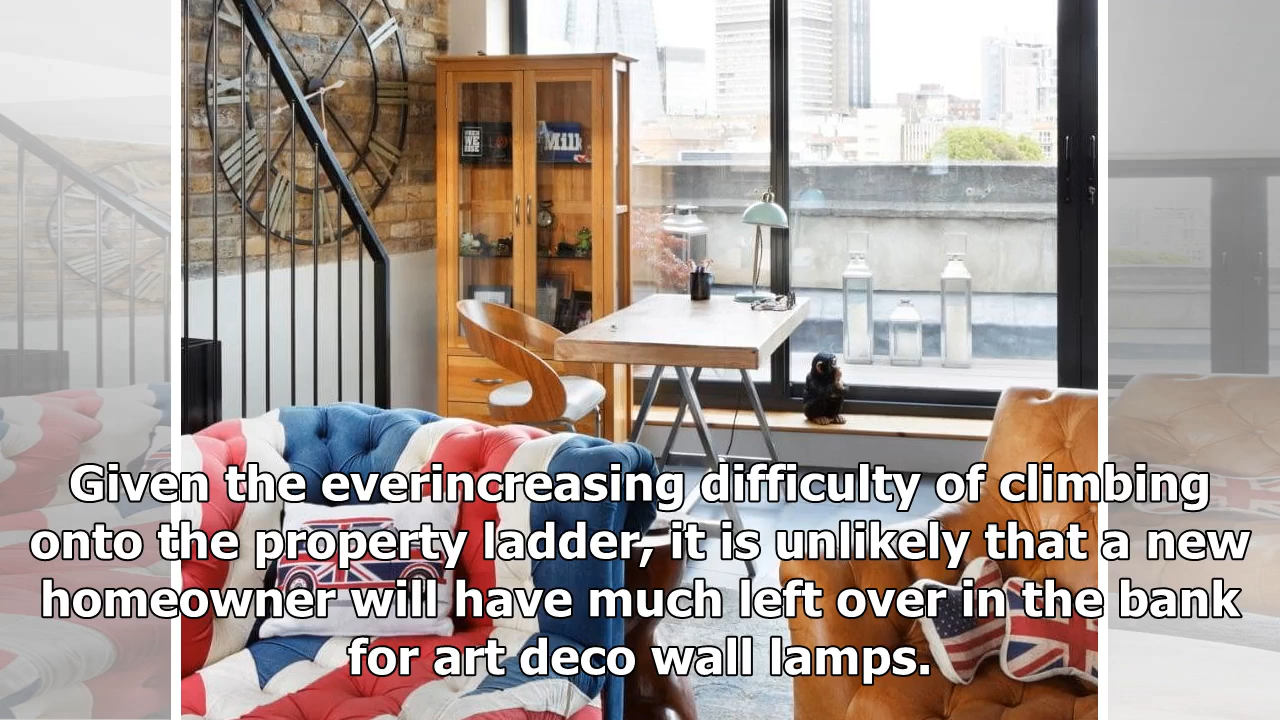 Milk
Given the everincreasing difficulty of climbing
onto the property ladder, it is unlikely that a new
homeowner will have much left over in the bank
for art deco wall lamps.